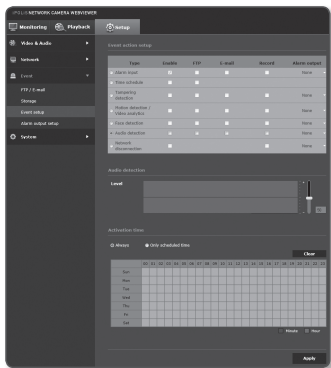 iPOLiS NETWORK CAMERA WEBVIEWER
Monitoring Playback Setup
Video & Audio
Network
Event
FTP / E-mail
Storage
Event setup
Alarm output setup
System
Event action setup
Type Enable FTP E-mail Record Alarm output
Alarm input None
Time schedule None
Tampering detection None
Motion detection / Video analytics None
Face detection None
Audio detection None
Network disconnection None
Audio detection
Level
Activation time
Always Only scheduled time
Clear
00 01 02 03 04 05 06 07 08 09 10 11 12 13 14 15 16 17 18 19 20 21 22 23
Sun
Mon
Tue
Wed
Thu
Fri
Sat
Minute Hour
Apply